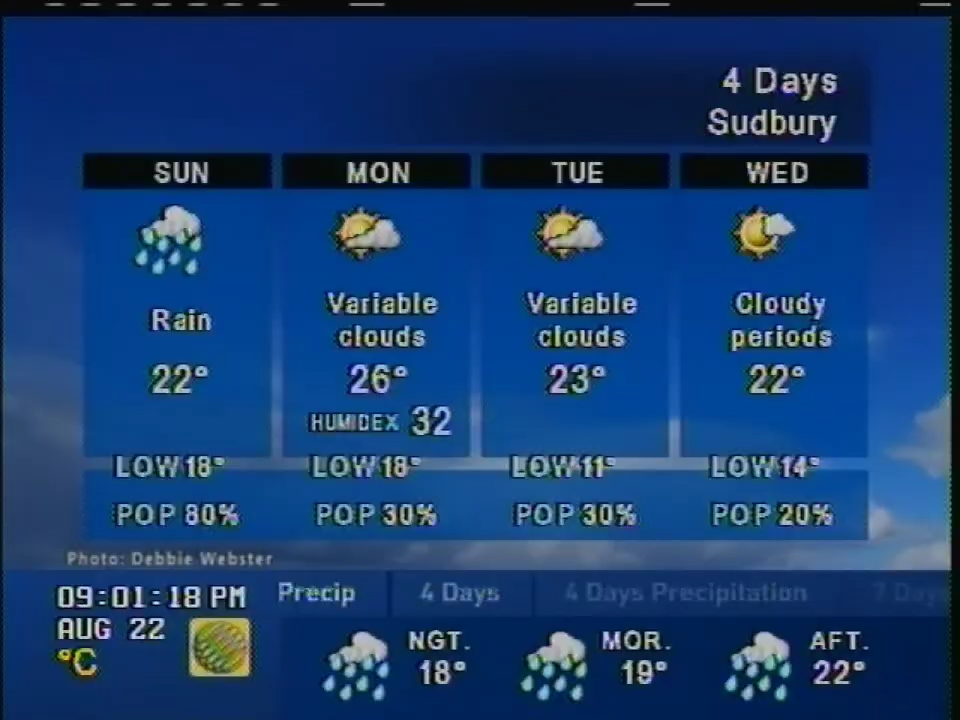 4 Days
Sudbury
SUN MON TUE WED
Rain
Variable clouds
Variable clouds
Cloudy periods
22° 26° 23° 22°
HUMIDEX 32
LOW 18° LOW 18° LOW 11° LOW 14°
POP 80% POP 30% POP 30% POP 20%
Photo: Debbie Webster
Precip 4 Days 4 Days Precipitation 7 Day
09:01:18 PM
AUG 22
°C
NGT. 18°
MOR. 19°
AFT. 22°